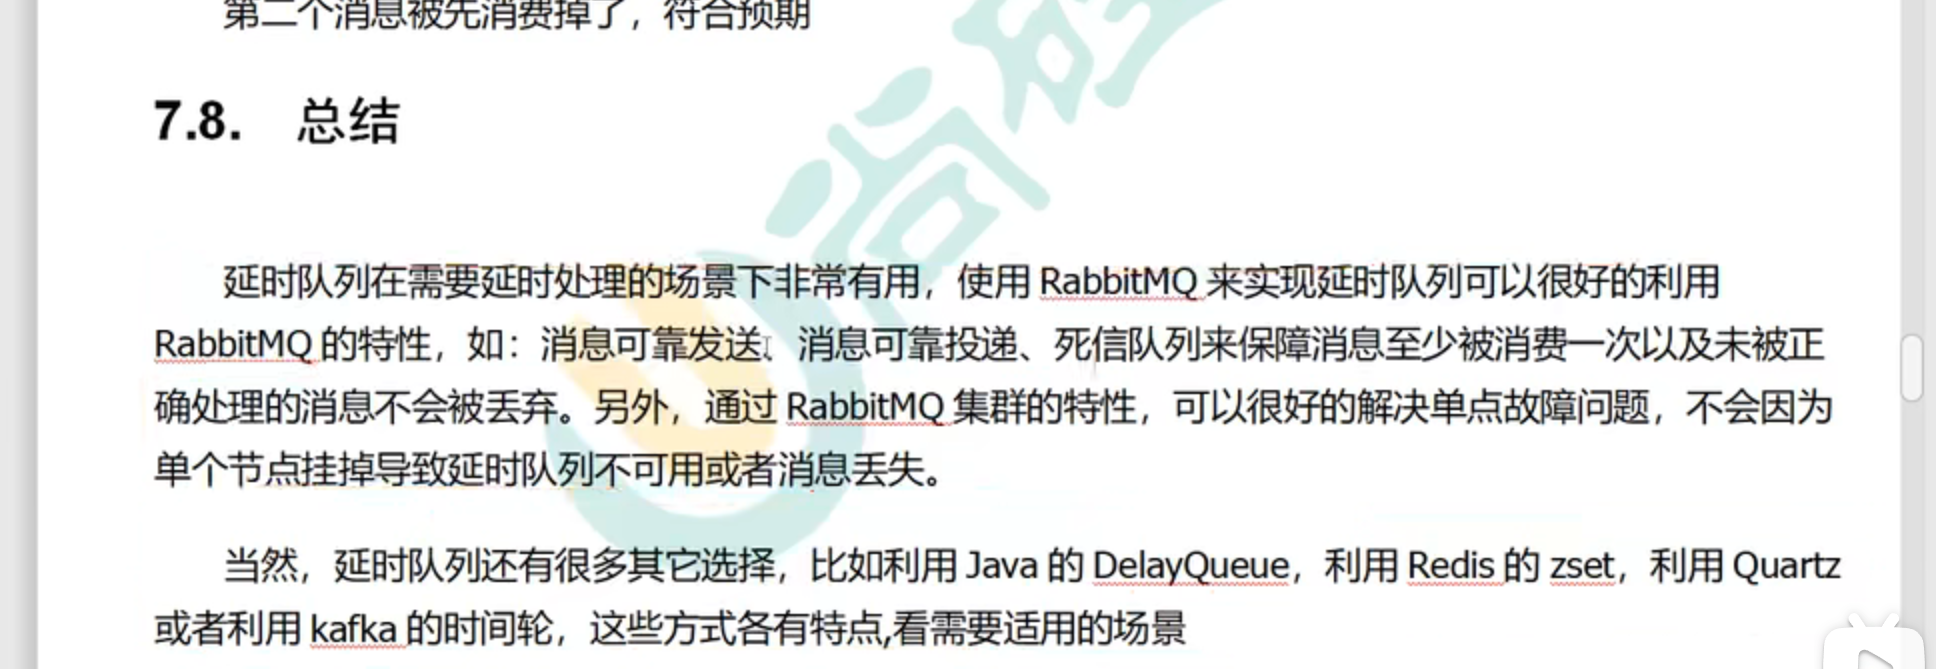 第二个消息被先消费掉了，符合预期
7.8. 总结
延时队列在需要延时处理的场景下非常有用，使用 RabbitMQ 来实现延时队列可以很好的利用
RabbitMQ 的特性，如：消息可靠发送、消息可靠投递、死信队列来保障消息至少被消费一次以及未被正
确处理的消息不会被丢弃。另外，通过 RabbitMQ 集群的特性，可以很好的解决单点故障问题，不会因为
单个节点挂掉导致延时队列不可用或者消息丢失。
当然，延时队列还有很多其它选择，比如利用 Java 的 DelayQueue，利用 Redis 的 zset，利用 Quartz
或者利用 kafka 的时间轮，这些方式各有特点,看需要适用的场景
尚